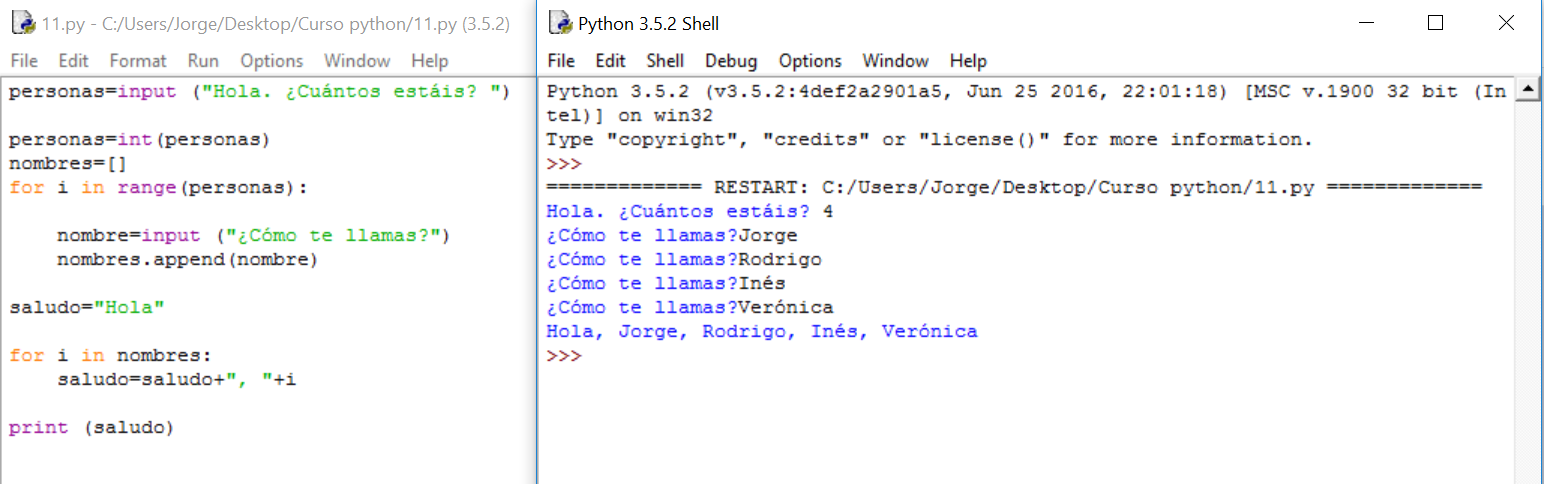 11.py - C:/Users/Jorge/Desktop/Curso python/11.py (3.5.2)
File Edit Format Run Options Window Help
personas=input ("Hola. ¿Cuántos estáis? ")
personas=int(personas)
nombres=[]
for i in range(personas):
    nombre=input ("¿Cómo te llamas?")
    nombres.append(nombre)
saludo="Hola"
for i in nombres:
    saludo=saludo+", "+i
print (saludo)
Python 3.5.2 Shell
File Edit Shell Debug Options Window Help
Python 3.5.2 (v3.5.2:4def2a2901a5, Jun 25 2016, 22:01:18) [MSC v.1900 32 bit (In
tel)] on win32
Type "copyright", "credits" or "license()" for more information.
>>>
============= RESTART: C:/Users/Jorge/Desktop/Curso python/11.py =============
Hola. ¿Cuántos estáis? 4
¿Cómo te llamas?Jorge
¿Cómo te llamas?Rodrigo
¿Cómo te llamas?Inés
¿Cómo te llamas?Verónica
Hola, Jorge, Rodrigo, Inés, Verónica
>>>